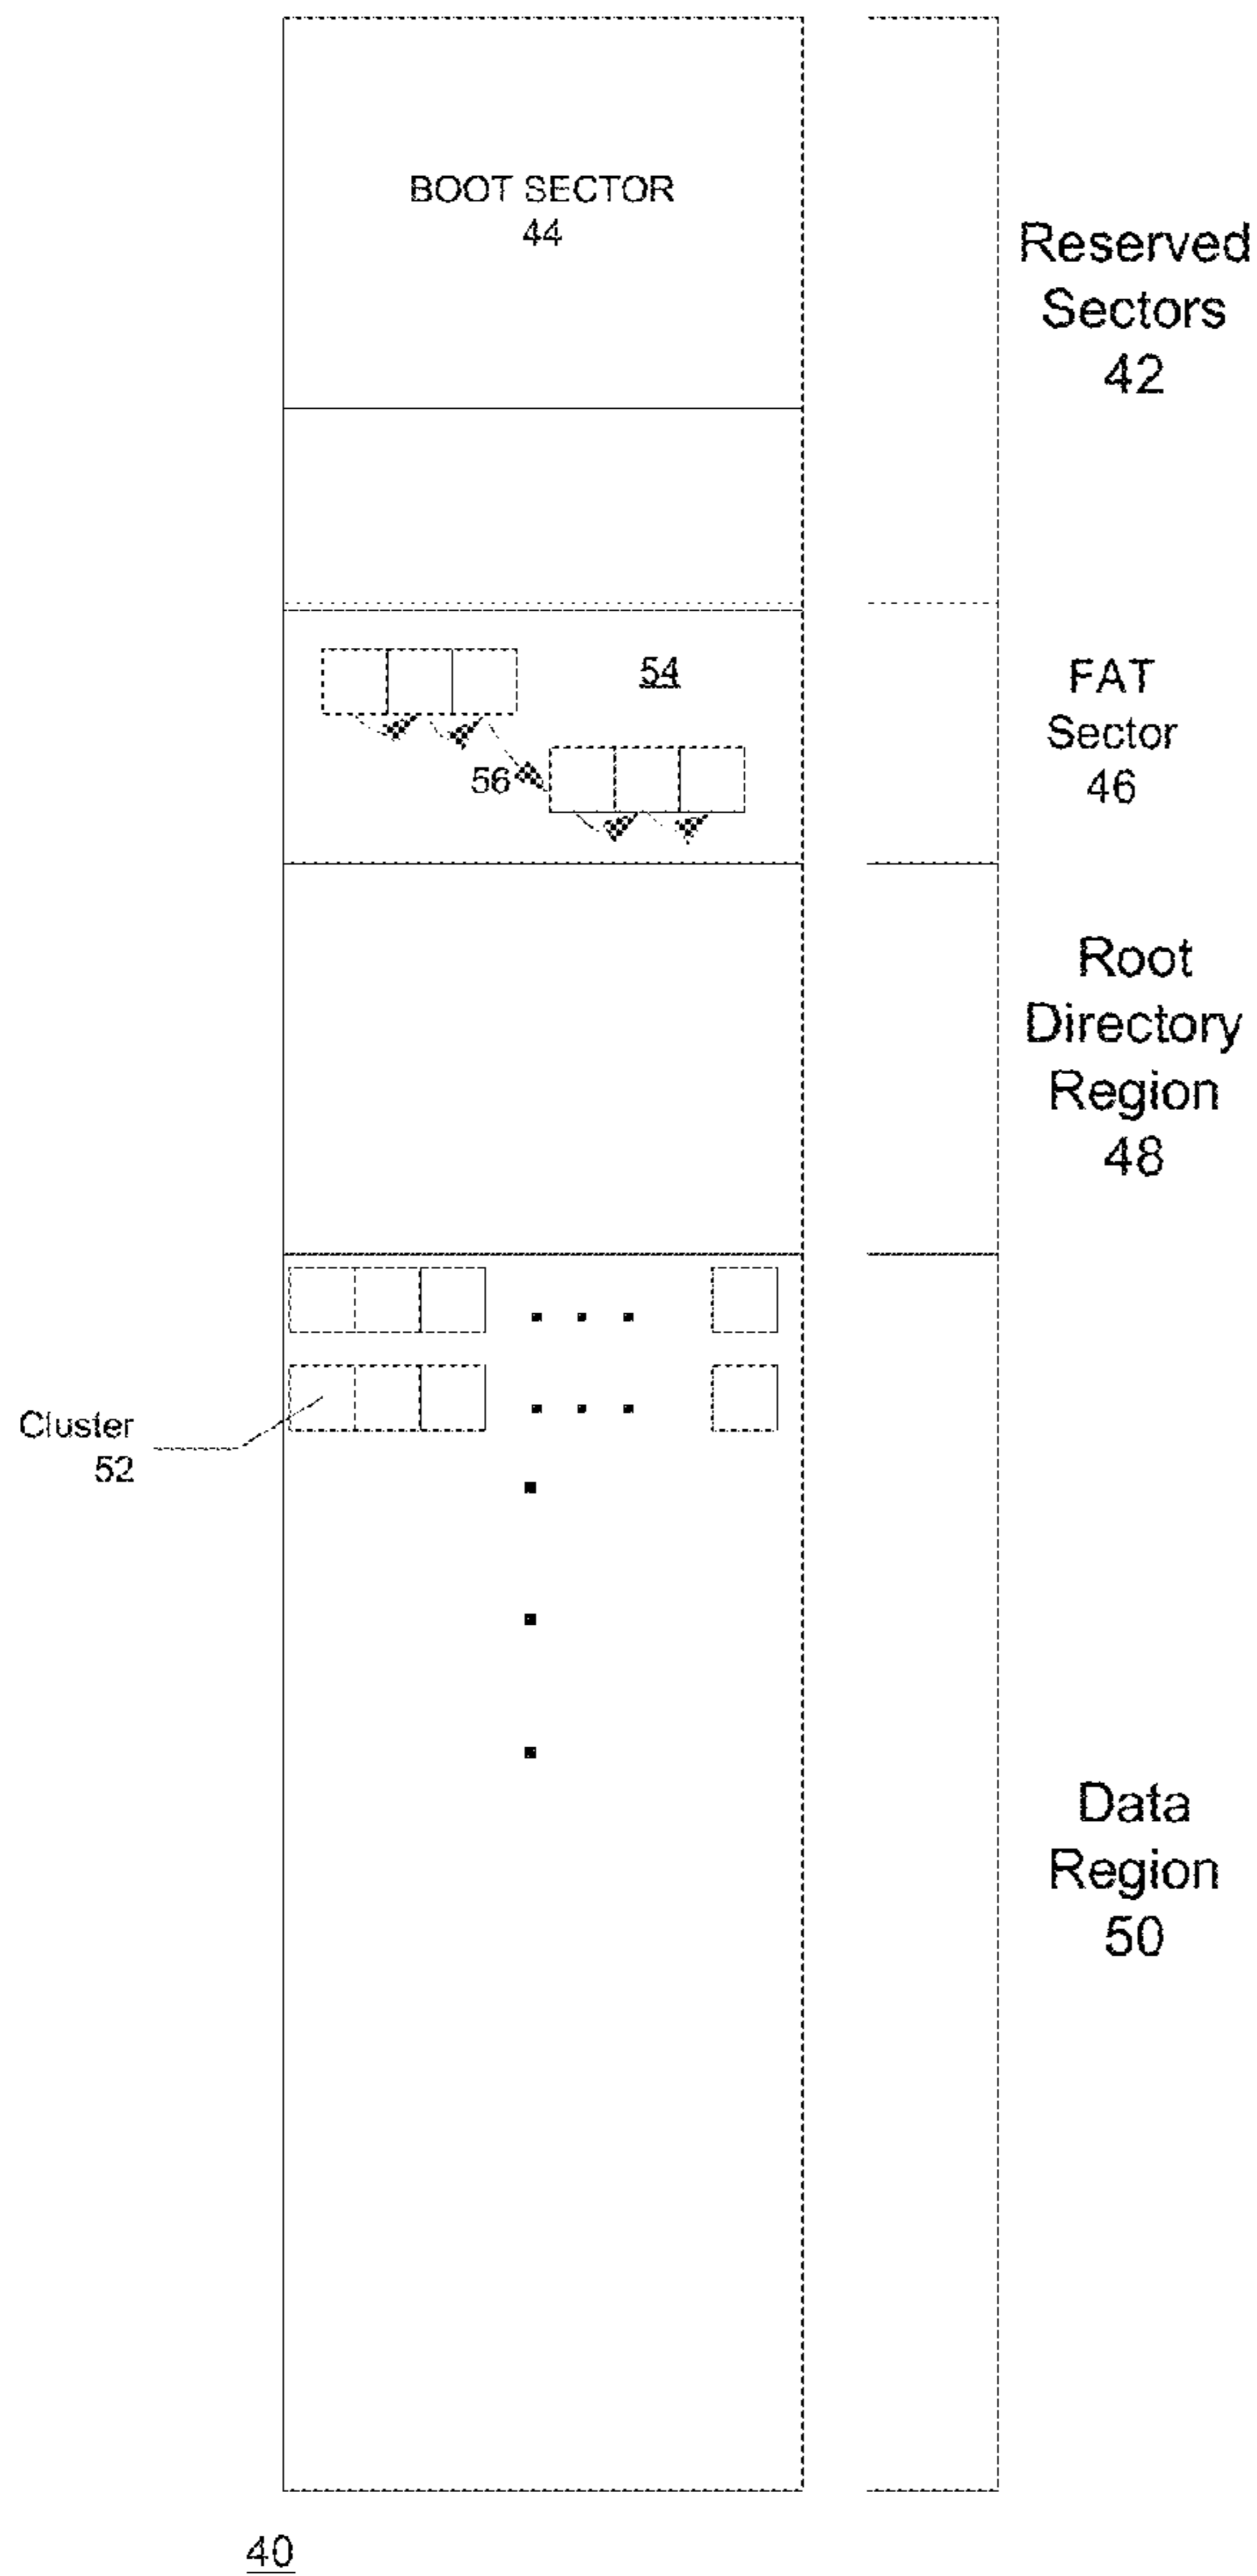 BOOT SECTOR
44
Reserved
Sectors
42
54
56
FAT
Sector
46
Root
Directory
Region
48
Cluster
52
Data
Region
50
40